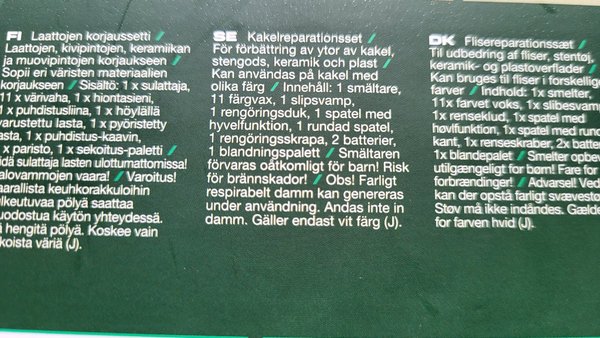 FI Laattojen korjaussetti /
Laattojen, kivipintojen, keramiikan
ja muovipintojen korjaukseen /
Sopii eri väristen materiaalien
korjaukseen / Sisältö: 1 x sulattaja,
11 x värivaha, 1 x hiontasieni,
1 x puhdistusliina, 1 x höylällä
varustettu lasta, 1 x pyöristetty
lasta, 1 x puhdistus-kaavin,
1 x paristo, 1 x sekoitus-paletti /
sulattaja lasten ulottumattomissa!
Palovammojen vaara! / Varoitus!
keuhkorakkuloihin
pölyä saattaa
muodostua käytön yhteydessä.
hengitä pölyä. Koskee vain
väriä (J).
SE Kakelreparationsset /
För förbättring av ytor av kakel,
stengods, keramik och plast /
Kan användas på kakel med
olika färg / Innehåll: 1 smältare,
11 färgvax, 1 slipsvamp,
1 rengöringsduk, 1 spatel med
hyvelfunktion, 1 rundad spatel,
1 rengöringsskrapa, 2 batterier,
1 blandningspalett / Smältaren
förvaras oåtkomligt för barn! Risk
för brännskador! / Obs! Farligt
respirabelt damm kan genereras
under användning. Andas inte in
damm. Gäller endast vit färg (J).
DK Flisereparationssæt /
Til udbedring af fliser, stentøj,
keramik- og plastoverflader /
Kan bruges til fliser i forskellige
farver / Indhold: 1x smelter,
11x farvet voks, 1x slibesvamp
1x renseklud, 1x spatel med
høvlfunktion, 1x spatel med rund
kant, 1x renseskraber, 2x batte
1x blandepalet / Smelter opbev
utilgængeligt for børn! Fare for
forbrændinger! / Advarsel! Ved
kan der opstå farligt svævestø
Støv må ikke indåndes. Gælde
for farven hvid (J).